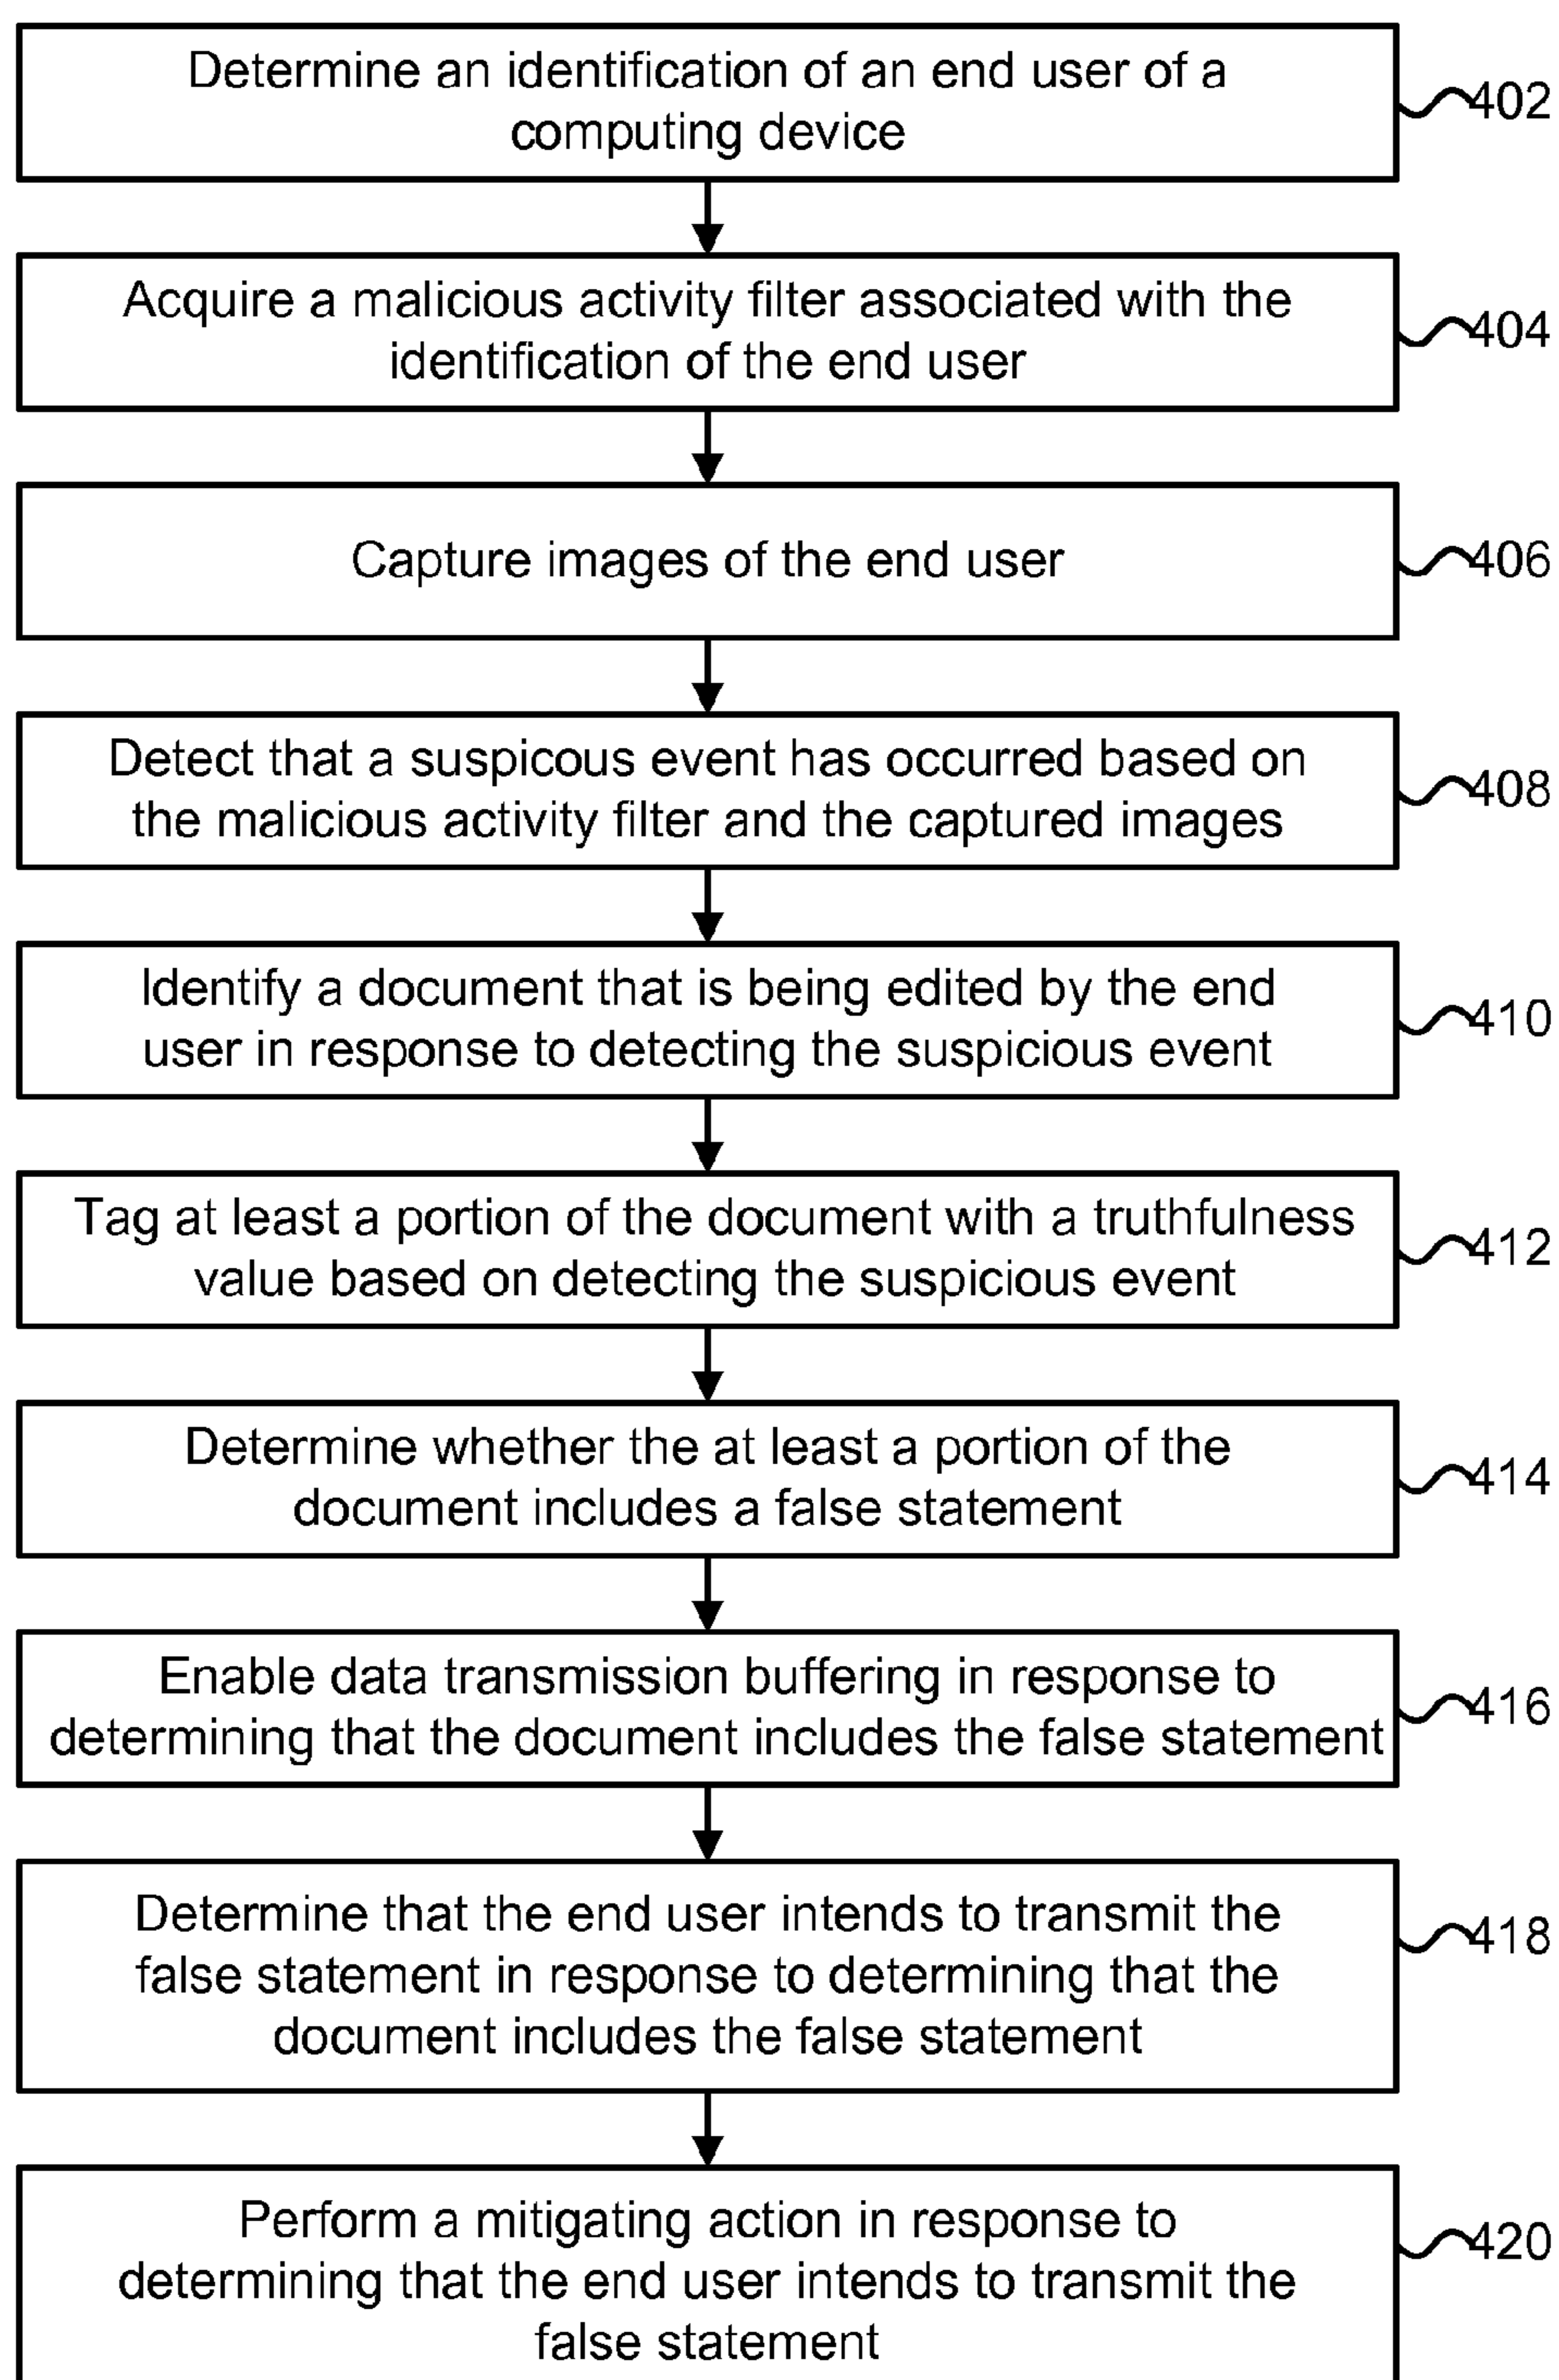 Determine an identification of an end user of a
computing device
402
Acquire a malicious activity filter associated with the
identification of the end user
404
Capture images of the end user
406
Detect that a suspicous event has occurred based on
the malicious activity filter and the captured images
408
Identify a document that is being edited by the end
user in response to detecting the suspicious event
410
Tag at least a portion of the document with a truthfulness
value based on detecting the suspicious event
412
Determine whether the at least a portion of the
document includes a false statement
414
Enable data transmission buffering in response to
determining that the document includes the false statement
416
Determine that the end user intends to transmit the
false statement in response to determining that the
document includes the false statement
418
Perform a mitigating action in response to
determining that the end user intends to transmit the
false statement
420